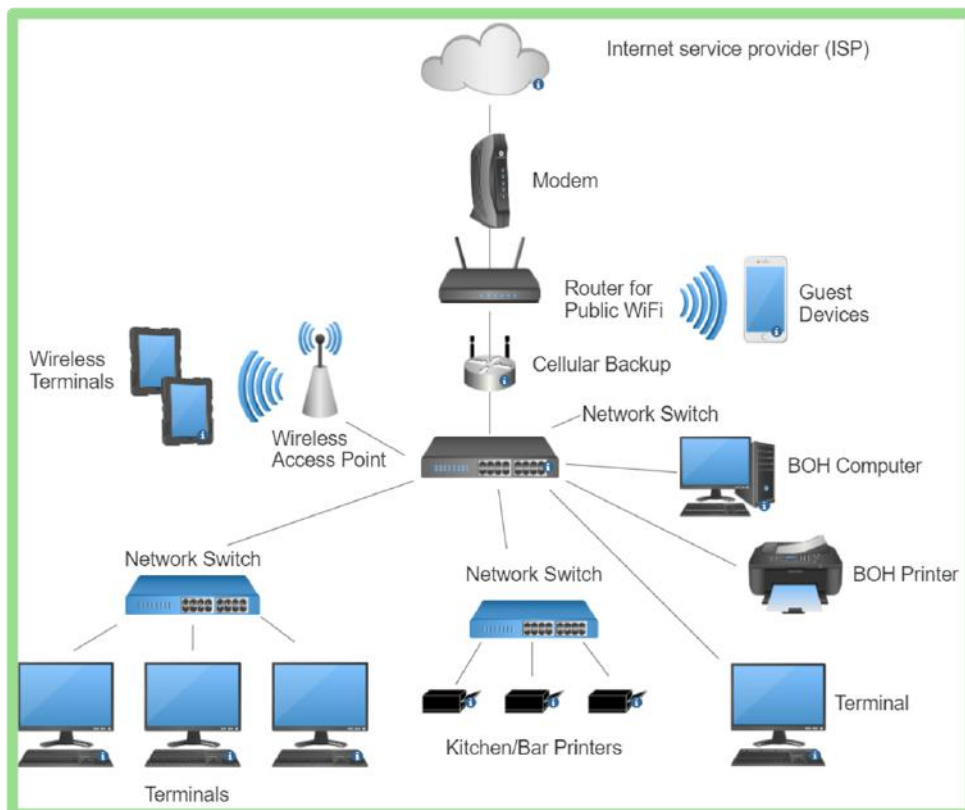 Internet service provider (ISP)
Modem
Router for
Public WiFi
Guest
Devices
Wireless
Terminals
Cellular Backup
Network Switch
Wireless
Access Point
BOH Computer
Network Switch
Network Switch
BOH Printer
Terminal
Kitchen/Bar Printers
Terminals